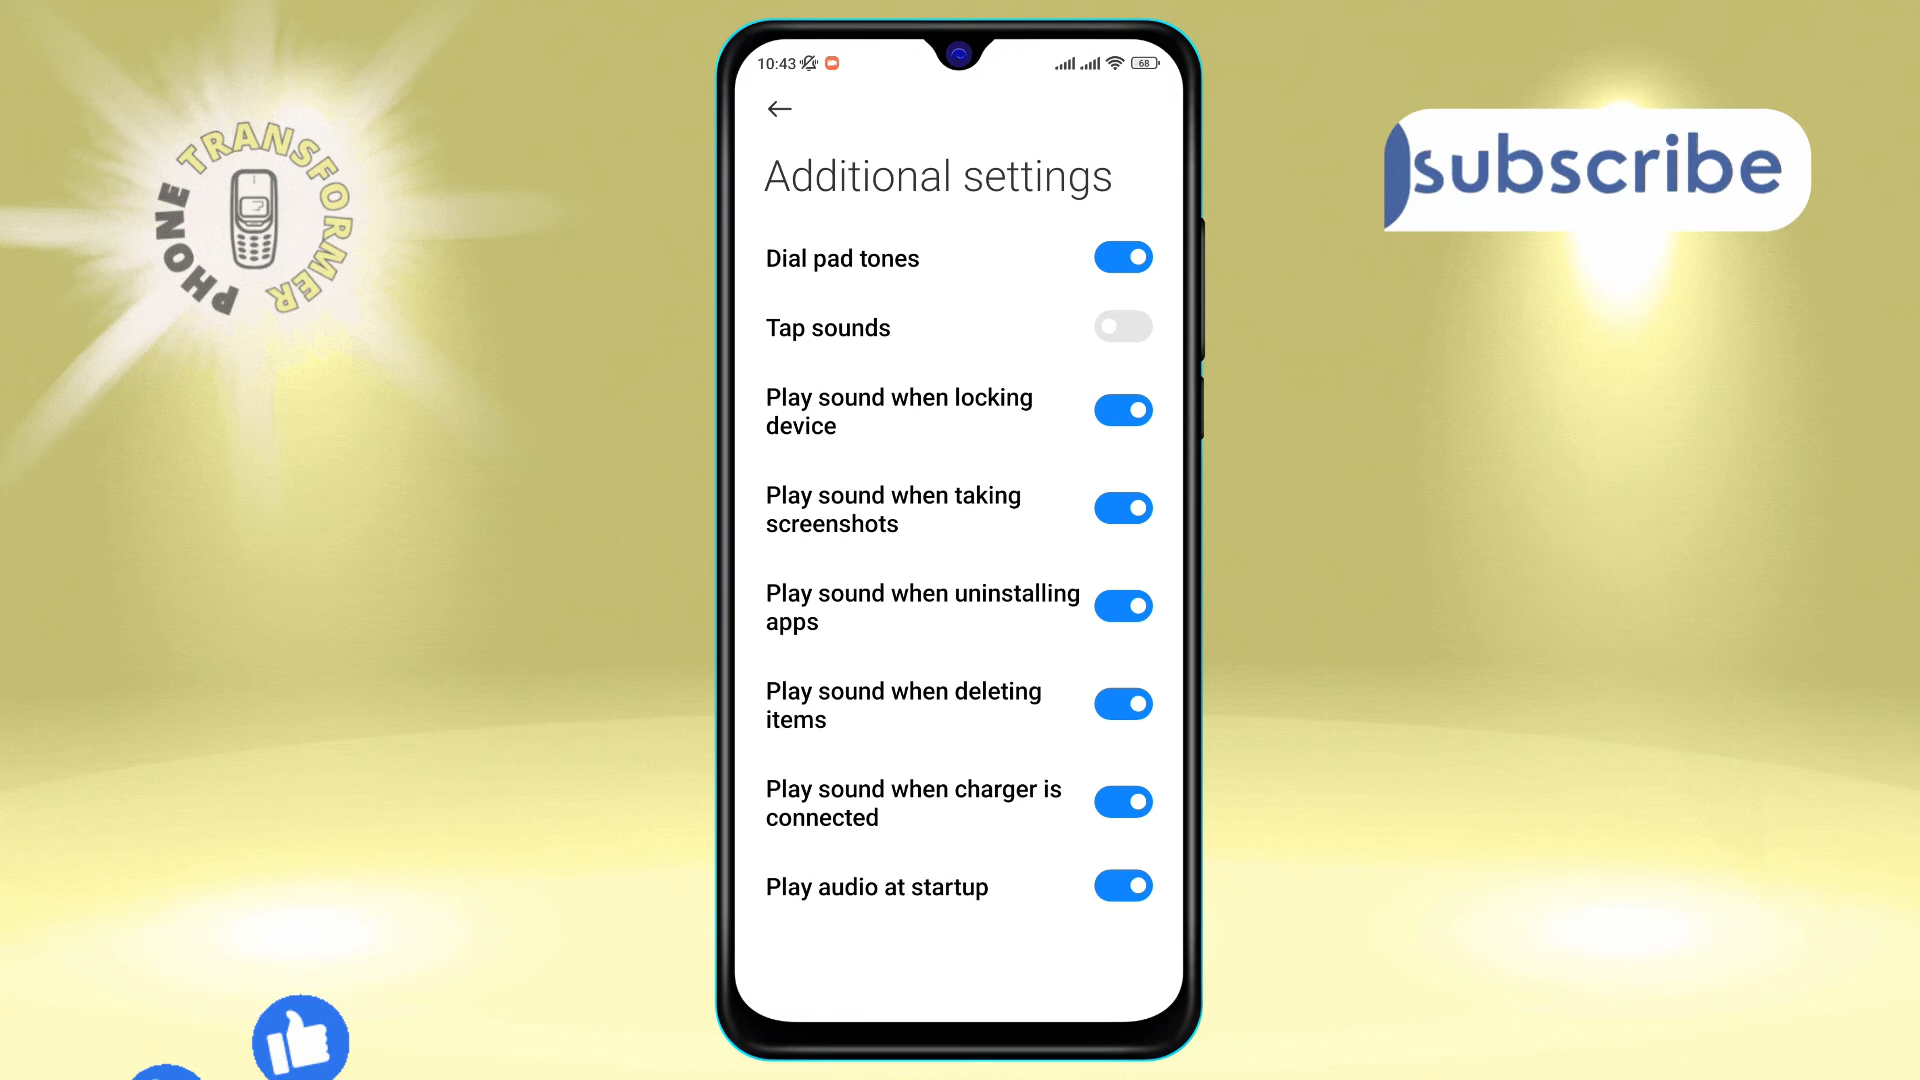 PHONE TRANSFORMER
subscribe
10:43
68
Additional settings
Dial pad tones
Tap sounds
Play sound when locking
device
Play sound when taking
screenshots
Play sound when uninstalling
apps
Play sound when deleting
items
Play sound when charger is
connected
Play audio at startup